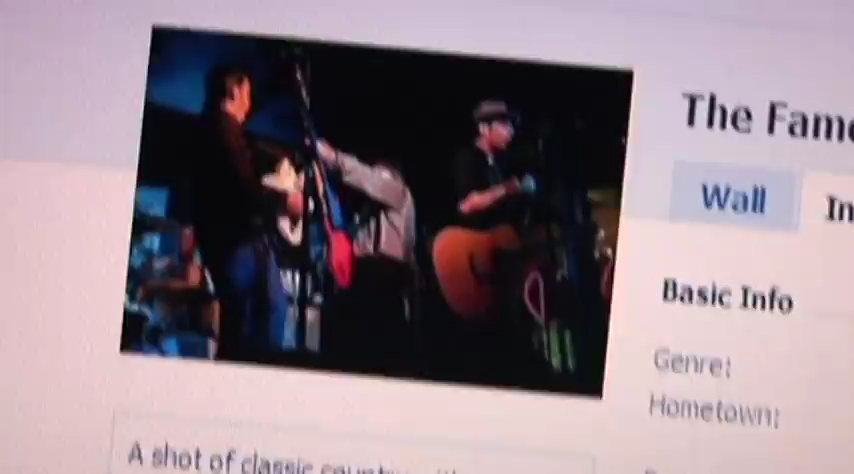 The Fam
Wall
In
Basic Info
Genre:
Hometown:
A shot of classic